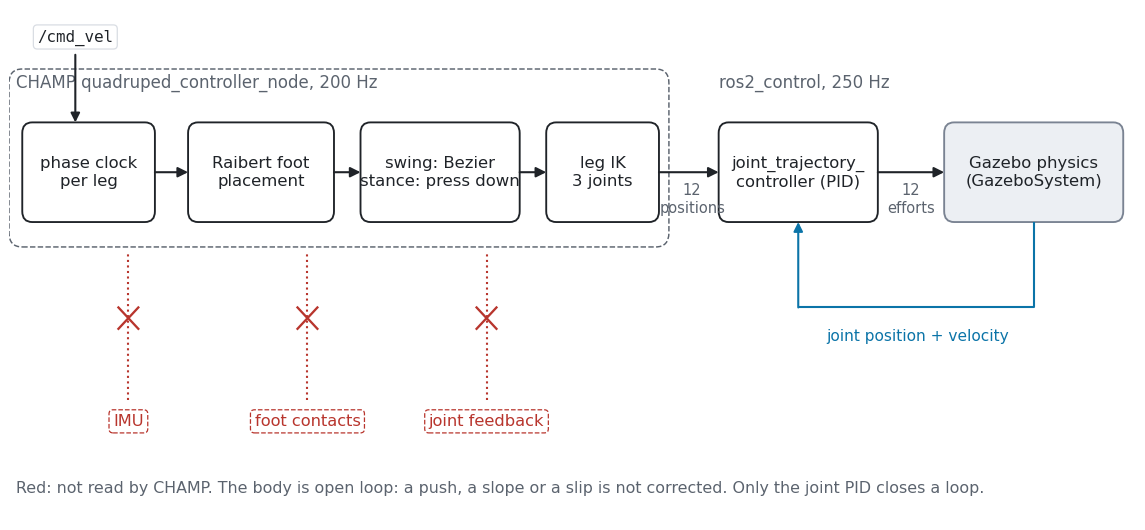 /cmd_vel
CHAMP quadruped_controller_node, 200 Hz
ros2_control, 250 Hz
phase clock
per leg
Raibert foot
placement
swing: Bezier
stance: press down
leg IK
3 joints
12
positions
joint_trajectory_
controller (PID)
12
efforts
Gazebo physics
(GazeboSystem)
joint position + velocity
IMU
foot contacts
joint feedback
Red: not read by CHAMP. The body is open loop: a push, a slope or a slip is not corrected. Only the joint PID closes a loop.